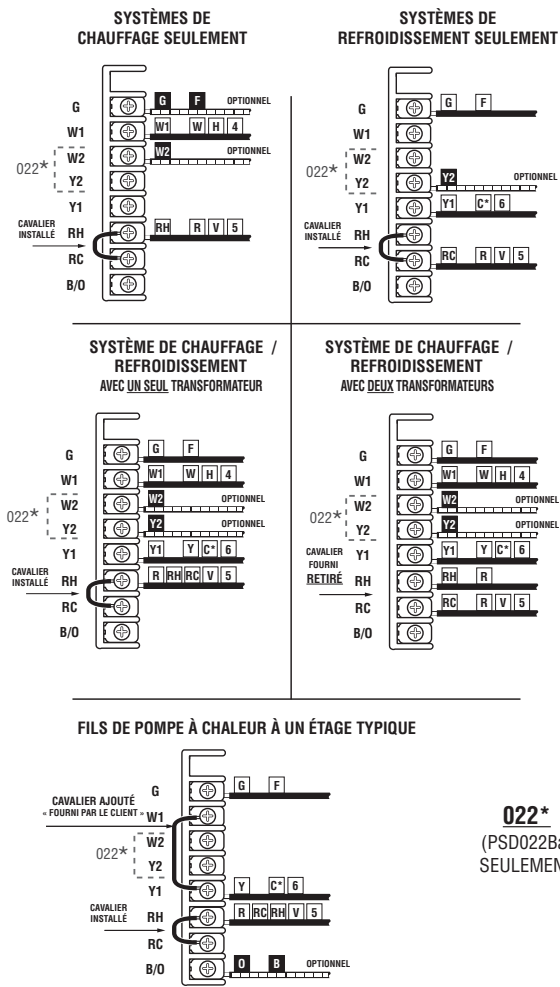 SYSTÈMES DE
CHAUFFAGE SEULEMENT
G G F OPTIONNEL
W1 W1 W H 4
022* W2 W2 OPTIONNEL
Y2
Y1
CAVALIER
INSTALLÉ
RH RH R V 5
RC
B/O
SYSTÈMES DE
REFROIDISSEMENT SEULEMENT
G G F
W1
022* W2
Y2 Y2 OPTIONNEL
Y1 Y1 C* 6
CAVALIER
INSTALLÉ
RH
RC RC R V 5
B/O
SYSTÈME DE CHAUFFAGE /
REFROIDISSEMENT
AVEC UN SEUL TRANSFORMATEUR
G G F
W1 W1 W H 4
022* W2 W2 OPTIONNEL
Y2 Y2 OPTIONNEL
Y1 Y1 Y C* 6
CAVALIER
INSTALLÉ
RH R RH RC V 5
RC
B/O
SYSTÈME DE CHAUFFAGE /
REFROIDISSEMENT
AVEC DEUX TRANSFORMATEURS
G G F
W1 W1 W H 4
022* W2 W2 OPTIONNEL
Y2 Y2 OPTIONNEL
Y1 Y1 Y C* 6
CAVALIER
FOURNI
RETIRÉ
RH RH R
RC RC R V 5
B/O
FILS DE POMPE À CHALEUR À UN ÉTAGE TYPIQUE
G G F
CAVALIER AJOUTÉ
« FOURNI PAR LE CLIENT »
W1
022* W2
Y2
Y1 Y C* 6
CAVALIER
INSTALLÉ
RH R RC RH V 5
RC
B/O O B OPTIONNEL
022*
(PSD022Ba
SEULEMEN